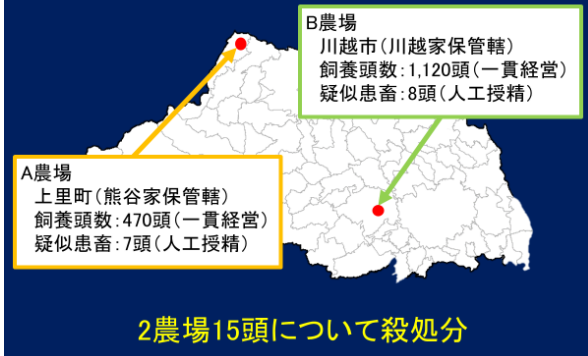 B農場
川越市(川越家保管轄)
飼養頭数:1,120頭(一貫経営)
疑似患畜:8頭(人工授精)
A農場
上里町(熊谷家保管轄)
飼養頭数:470頭(一貫経営)
疑似患畜:7頭(人工授精)
2農場15頭について殺処分